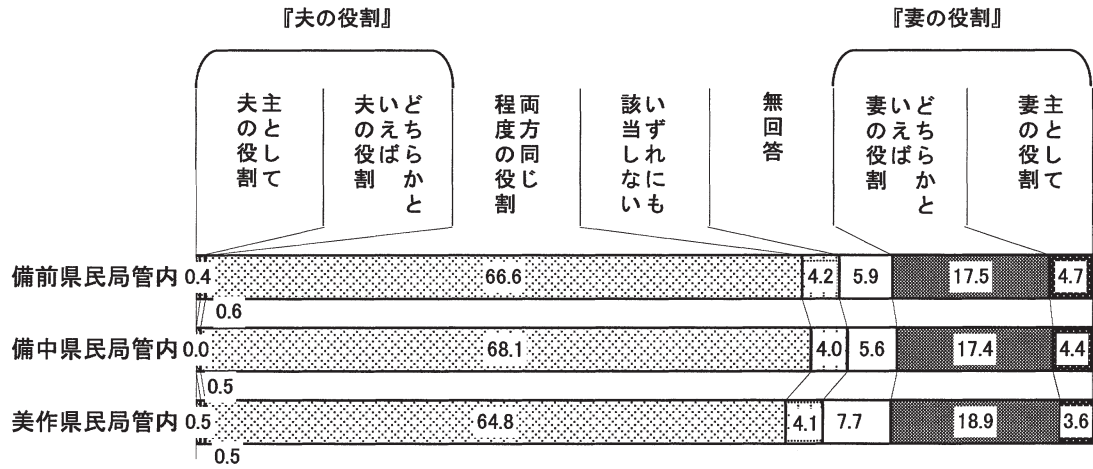 『夫の役割』
『妻の役割』
主として
夫の役割
どちらかと
いえば
夫の役割
両方同じ
程度の役割
いずれにも
該当しない
無回答
どちらかと
いえば
妻の役割
主として
妻の役割
備前県民局管内 0.4 66.6 4.2 5.9 17.5 4.7
0.6
備中県民局管内 0.0 68.1 4.0 5.6 17.4 4.4
0.5
美作県民局管内 0.5 64.8 4.1 7.7 18.9 3.6
0.5